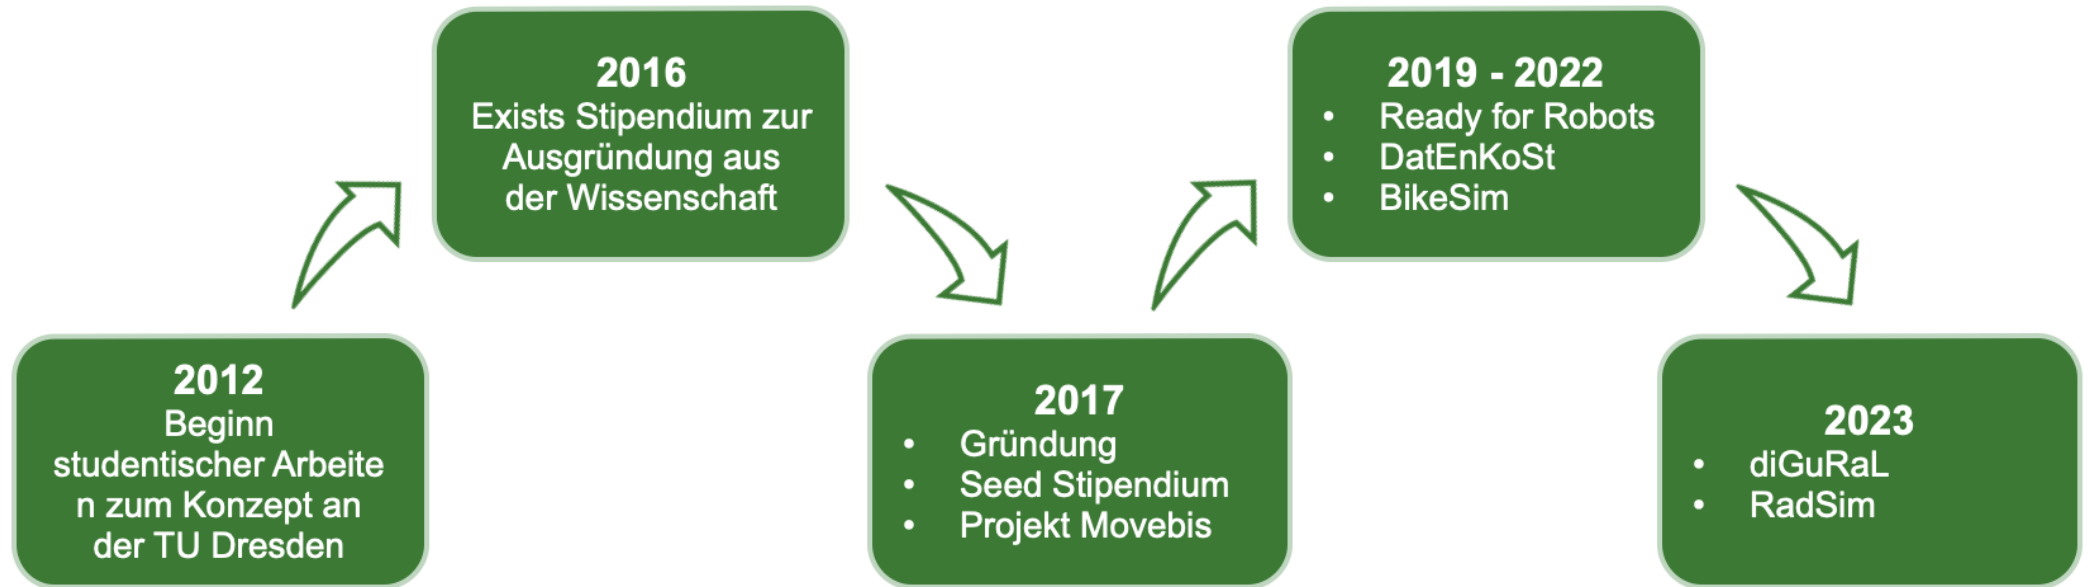 2012
Beginn
studentischer Arbeite
n zum Konzept an
der TU Dresden
2016
Exists Stipendium zur
Ausgründung aus
der Wissenschaft
2017
• Gründung
• Seed Stipendium
• Projekt Movebis
2019 - 2022
• Ready for Robots
• DatEnKoSt
• BikeSim
2023
• diGuRaL
• RadSim